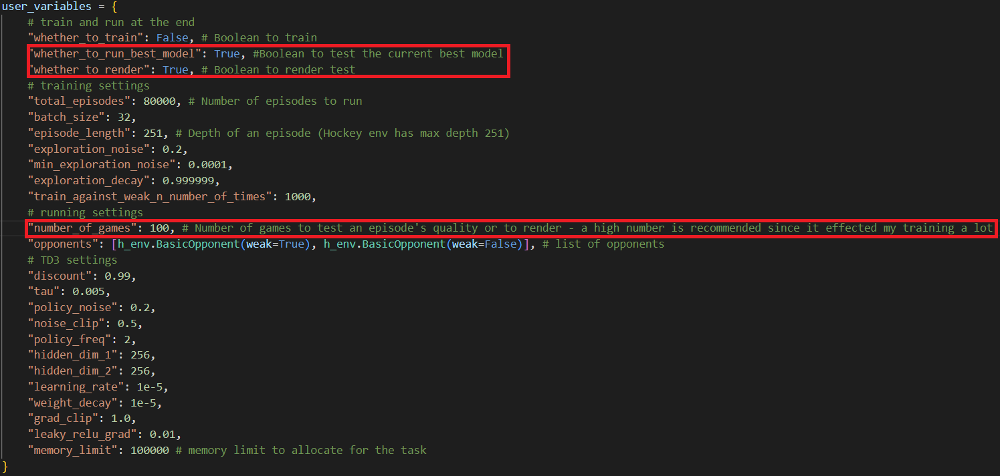 user_variables = {
# train and run at the end
"whether_to_train": False, # Boolean to train
"whether_to_run_best_model": True, #Boolean to test the current best model
"whether_to_render": True, # Boolean to render test
# training settings
"total_episodes": 80000, # Number of episodes to run
"batch_size": 32,
"episode_length": 251, # Depth of an episode (Hockey env has max depth 251)
"exploration_noise": 0.2,
"min_exploration_noise": 0.0001,
"exploration_decay": 0.999999,
"train_against_weak_n_number_of_times": 1000,
# running settings
"number_of_games": 100, # Number of games to test an episode's quality or to render - a high number is recommended since it effected my training a lot
"opponents": [h_env.BasicOpponent(weak=True), h_env.BasicOpponent(weak=False)], # list of opponents
# TD3 settings
"discount": 0.99,
"tau": 0.005,
"policy_noise": 0.2,
"noise_clip": 0.5,
"policy_freq": 2,
"hidden_dim_1": 256,
"hidden_dim_2": 256,
"learning_rate": 1e-5,
"weight_decay": 1e-5,
"grad_clip": 1.0,
"leaky_relu_grad": 0.01,
"memory_limit": 100000 # memory limit to allocate for the task
}